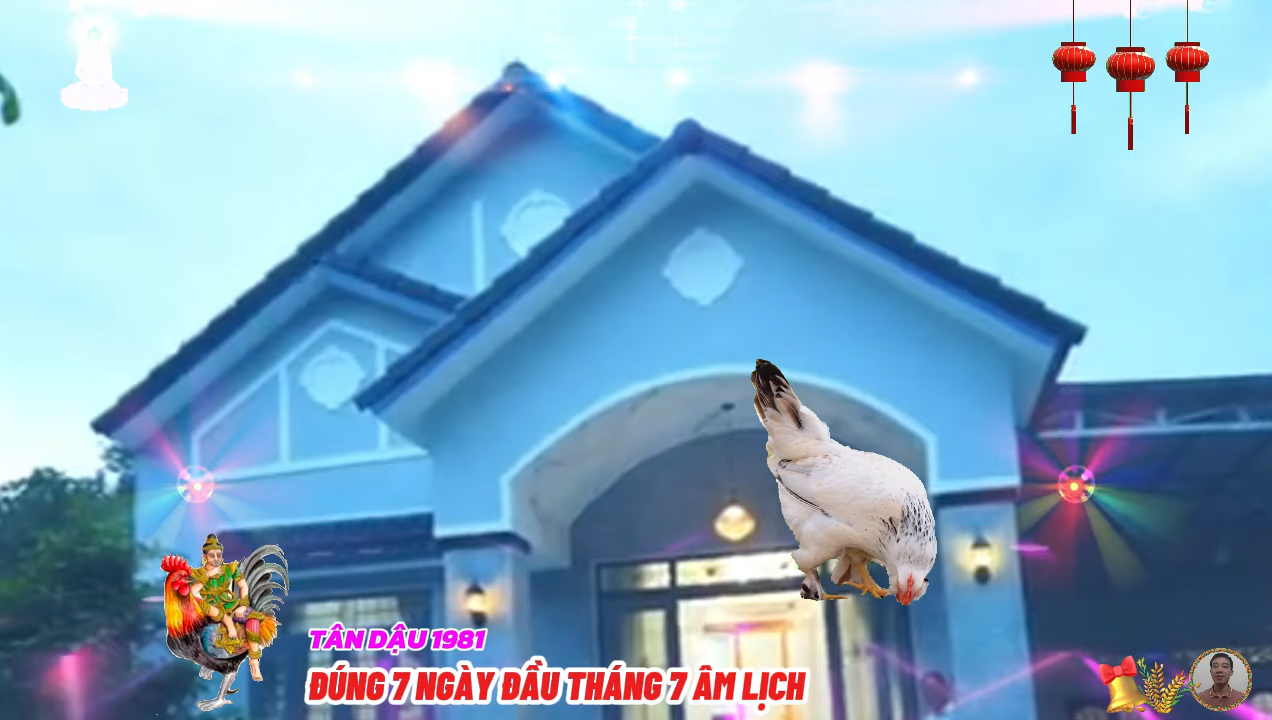 TÂN DẬU 1981
ĐÚNG 7 NGÀY ĐẦU THÁNG 7 ÂM LỊCH